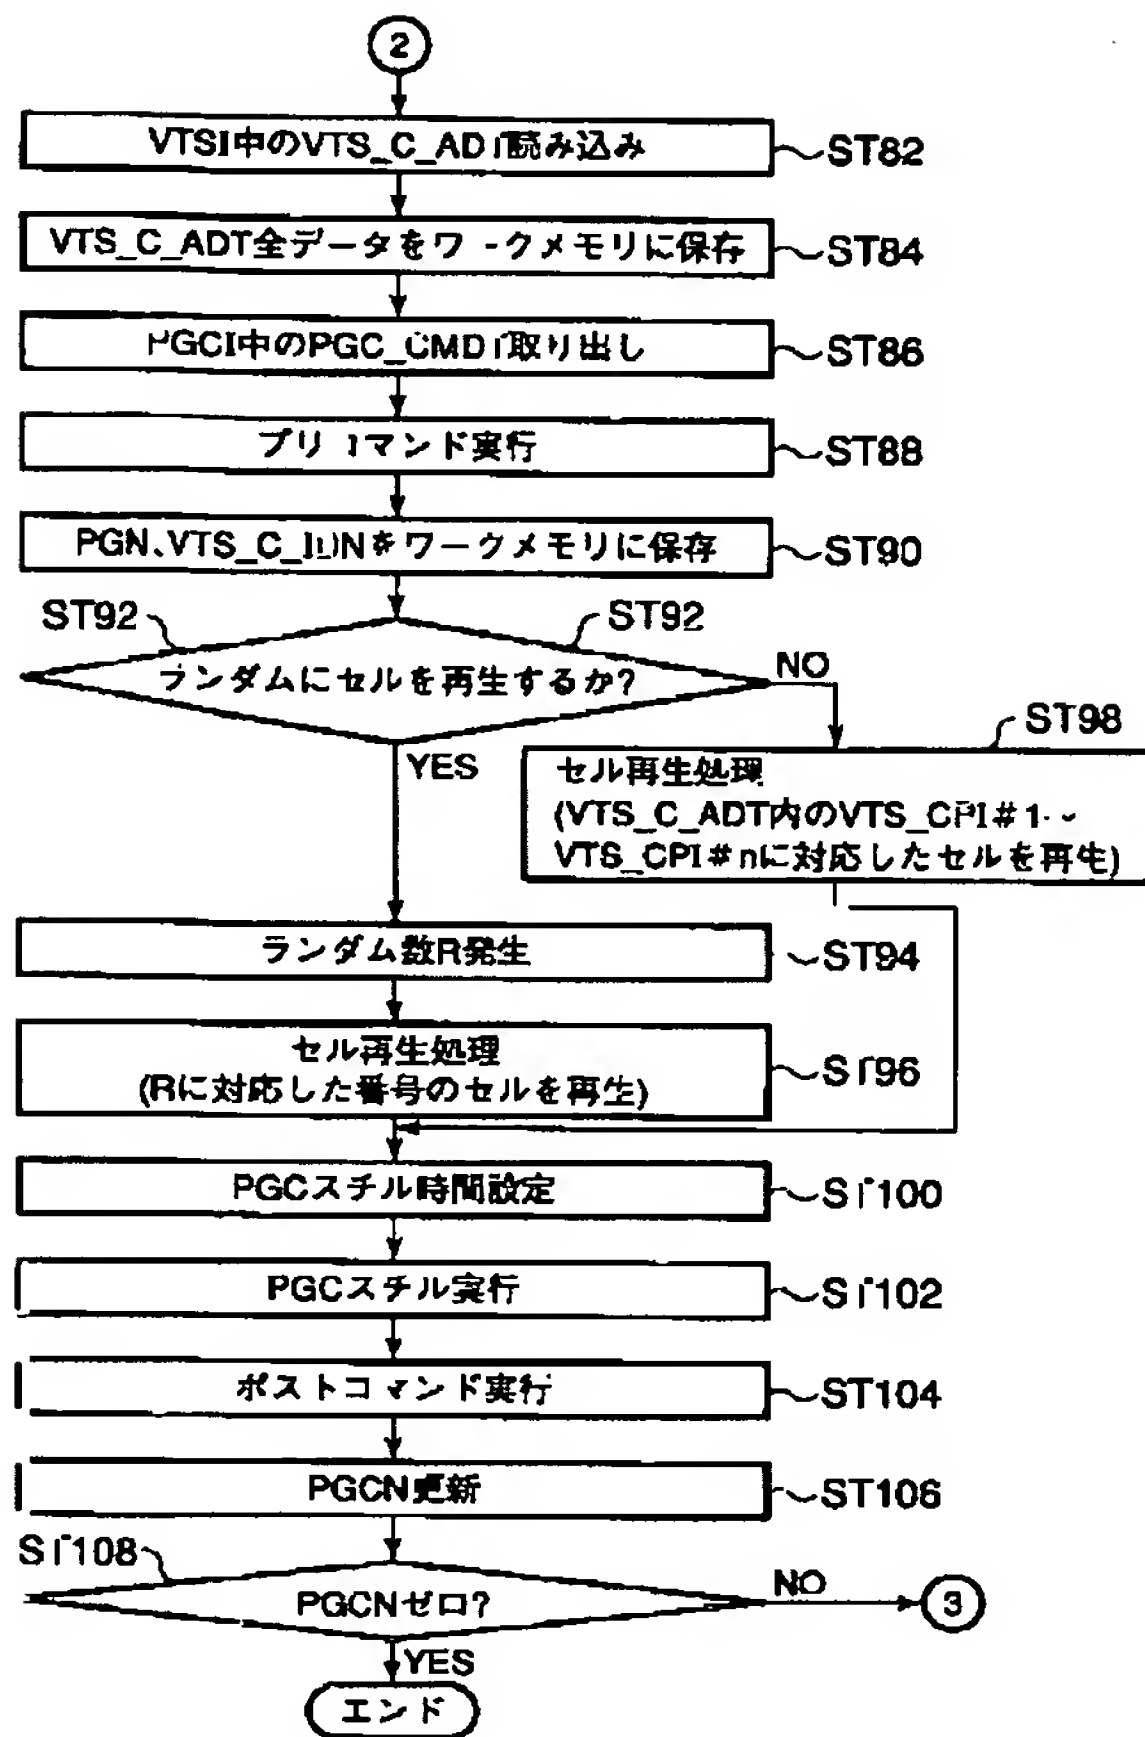 2
VTSI中のVTS_C_ADT読み込み
ST82
VTS_C_ADT全データをワークメモリに保存
ST84
PGCI中のPGC_CMDT取り出し
ST86
プリコマンド実行
ST88
PGN、VTS_C_IDNをワークメモリに保存
ST90
ST92
ST92
ランダムにセルを再生するか?
NO
YES
ST98
セル再生処理
(VTS_C_ADT内のVTS_CPI#1~
VTS_CPI#nに対応したセルを再生)
ランダム数R発生
ST94
セル再生処理
(Rに対応した番号のセルを再生)
ST96
PGCスチル時間設定
ST100
PGCスチル実行
ST102
ポストコマンド実行
ST104
PGCN更新
ST106
ST108
PGCNゼロ?
NO
3
YES
エンド